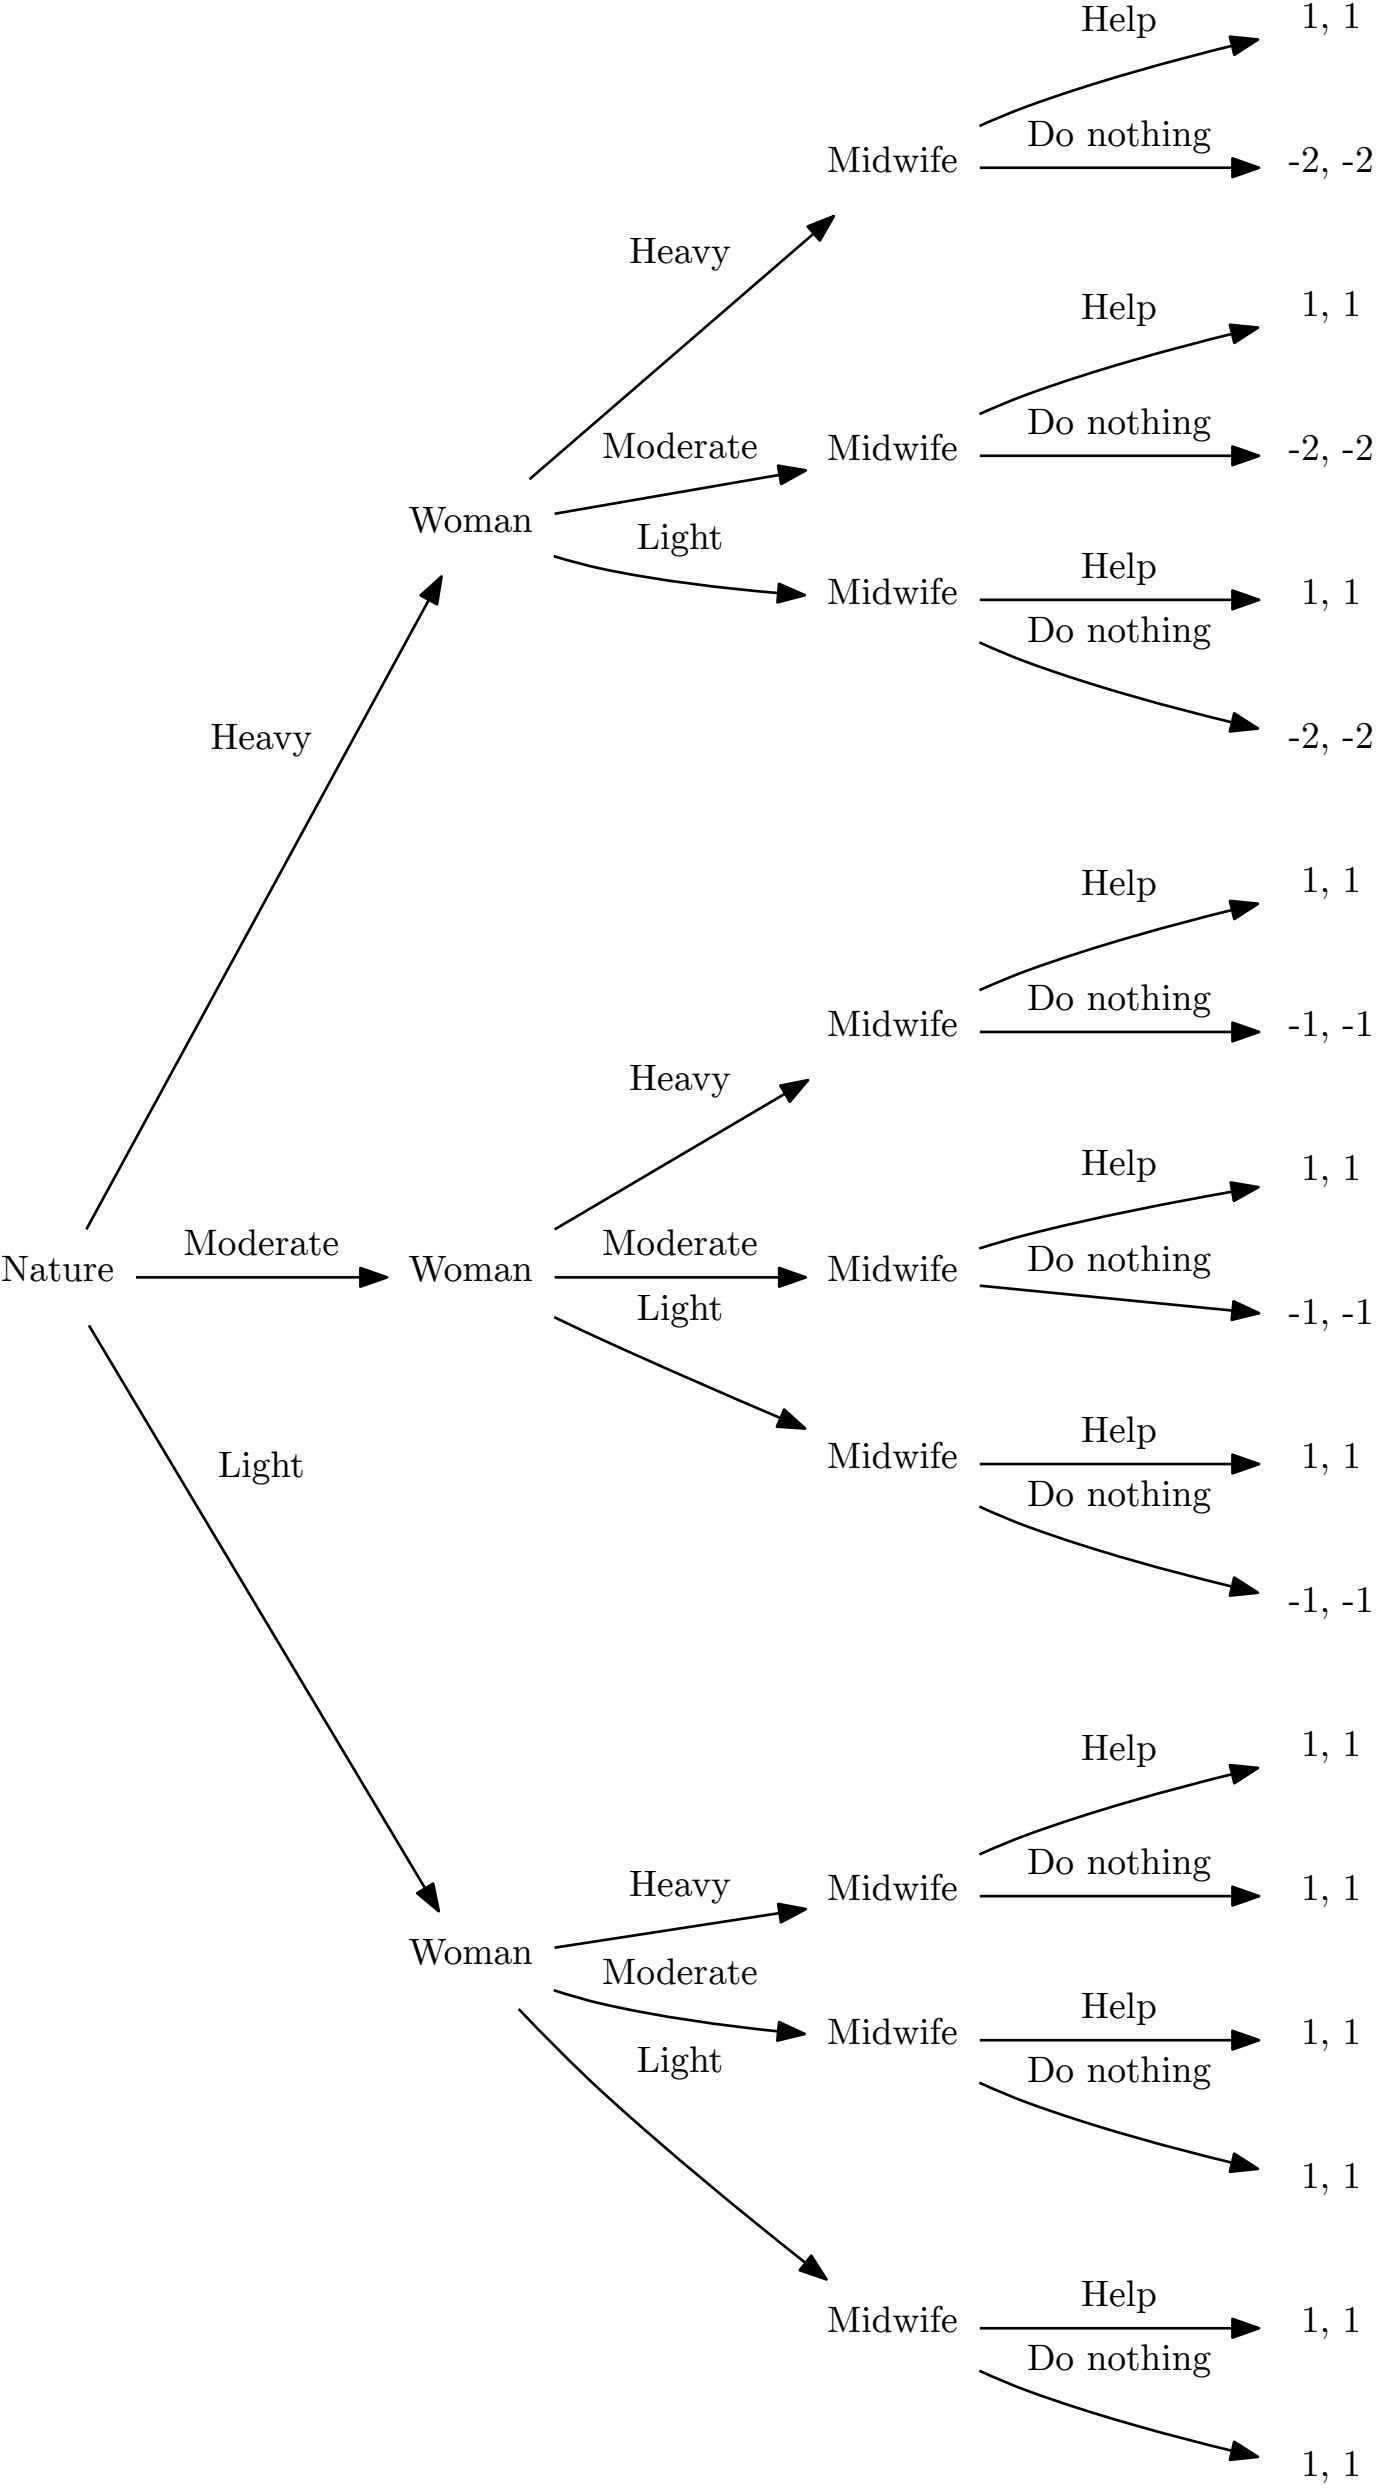 Help
1, 1
Do nothing
Midwife
-2, -2
Heavy
Help
1, 1
Do nothing
Moderate
Midwife
-2, -2
Woman
Light
Help
Midwife
1, 1
Do nothing
Heavy
-2, -2
Help
1, 1
Do nothing
Midwife
-1, -1
Heavy
Help
1, 1
Moderate
Do nothing
Nature
Moderate
Woman
Midwife
Light
-1, -1
Help
Light
Midwife
1, 1
Do nothing
-1, -1
Help
1, 1
Do nothing
Heavy
Midwife
1, 1
Woman
Moderate
Help
Midwife
1, 1
Light
Do nothing
1, 1
Help
Midwife
1, 1
Do nothing
1, 1